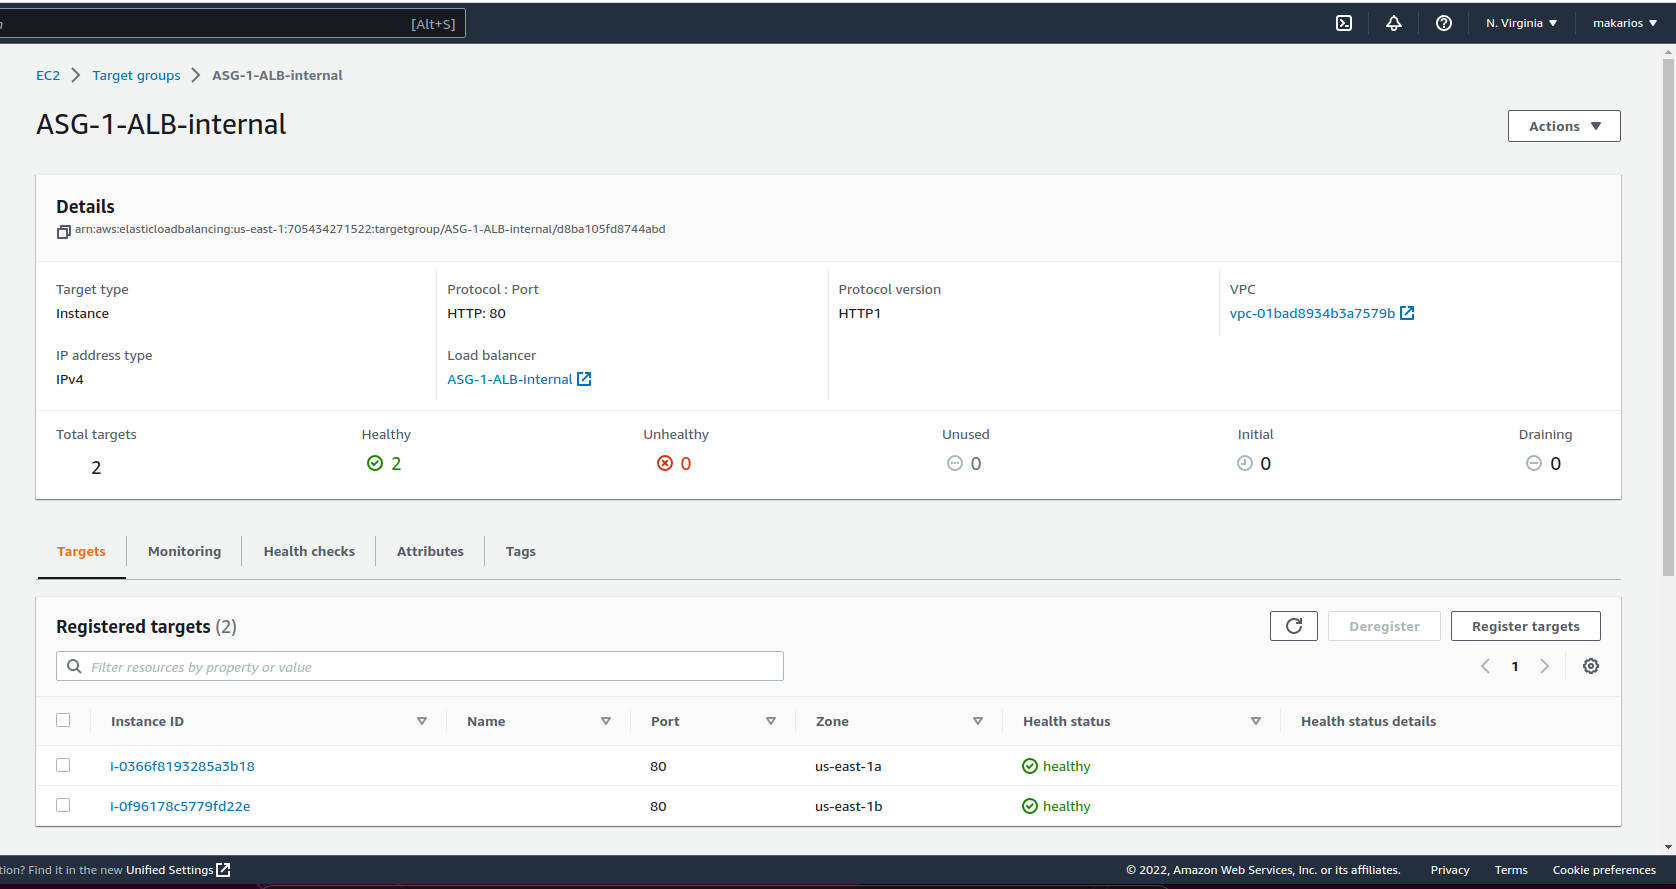 [Alt+S] N. Virginia makarios
EC2 > Target groups > ASG-1-ALB-internal
ASG-1-ALB-internal
Actions
Details
arn:aws:elasticloadbalancing:us-east-1:705434271522:targetgroup/ASG-1-ALB-internal/d8ba105fd8744abd
Target type Protocol : Port Protocol version VPC
Instance HTTP: 80 HTTP1 vpc-01bad8934b3a7579b
IP address type Load balancer
IPv4 ASG-1-ALB-internal
Total targets Healthy Unhealthy Unused Initial Draining
2 2 0 0 0 0
Targets Monitoring Health checks Attributes Tags
Registered targets (2) Deregister Register targets
Filter resources by property or value 1
Instance ID Name Port Zone Health status Health status details
i-0366f8193285a3b18 80 us-east-1a healthy
i-0f96178c5779fd22e 80 us-east-1b healthy
tion? Find it in the new Unified Settings © 2022, Amazon Web Services, Inc. or its affiliates. Privacy Terms Cookie preferences